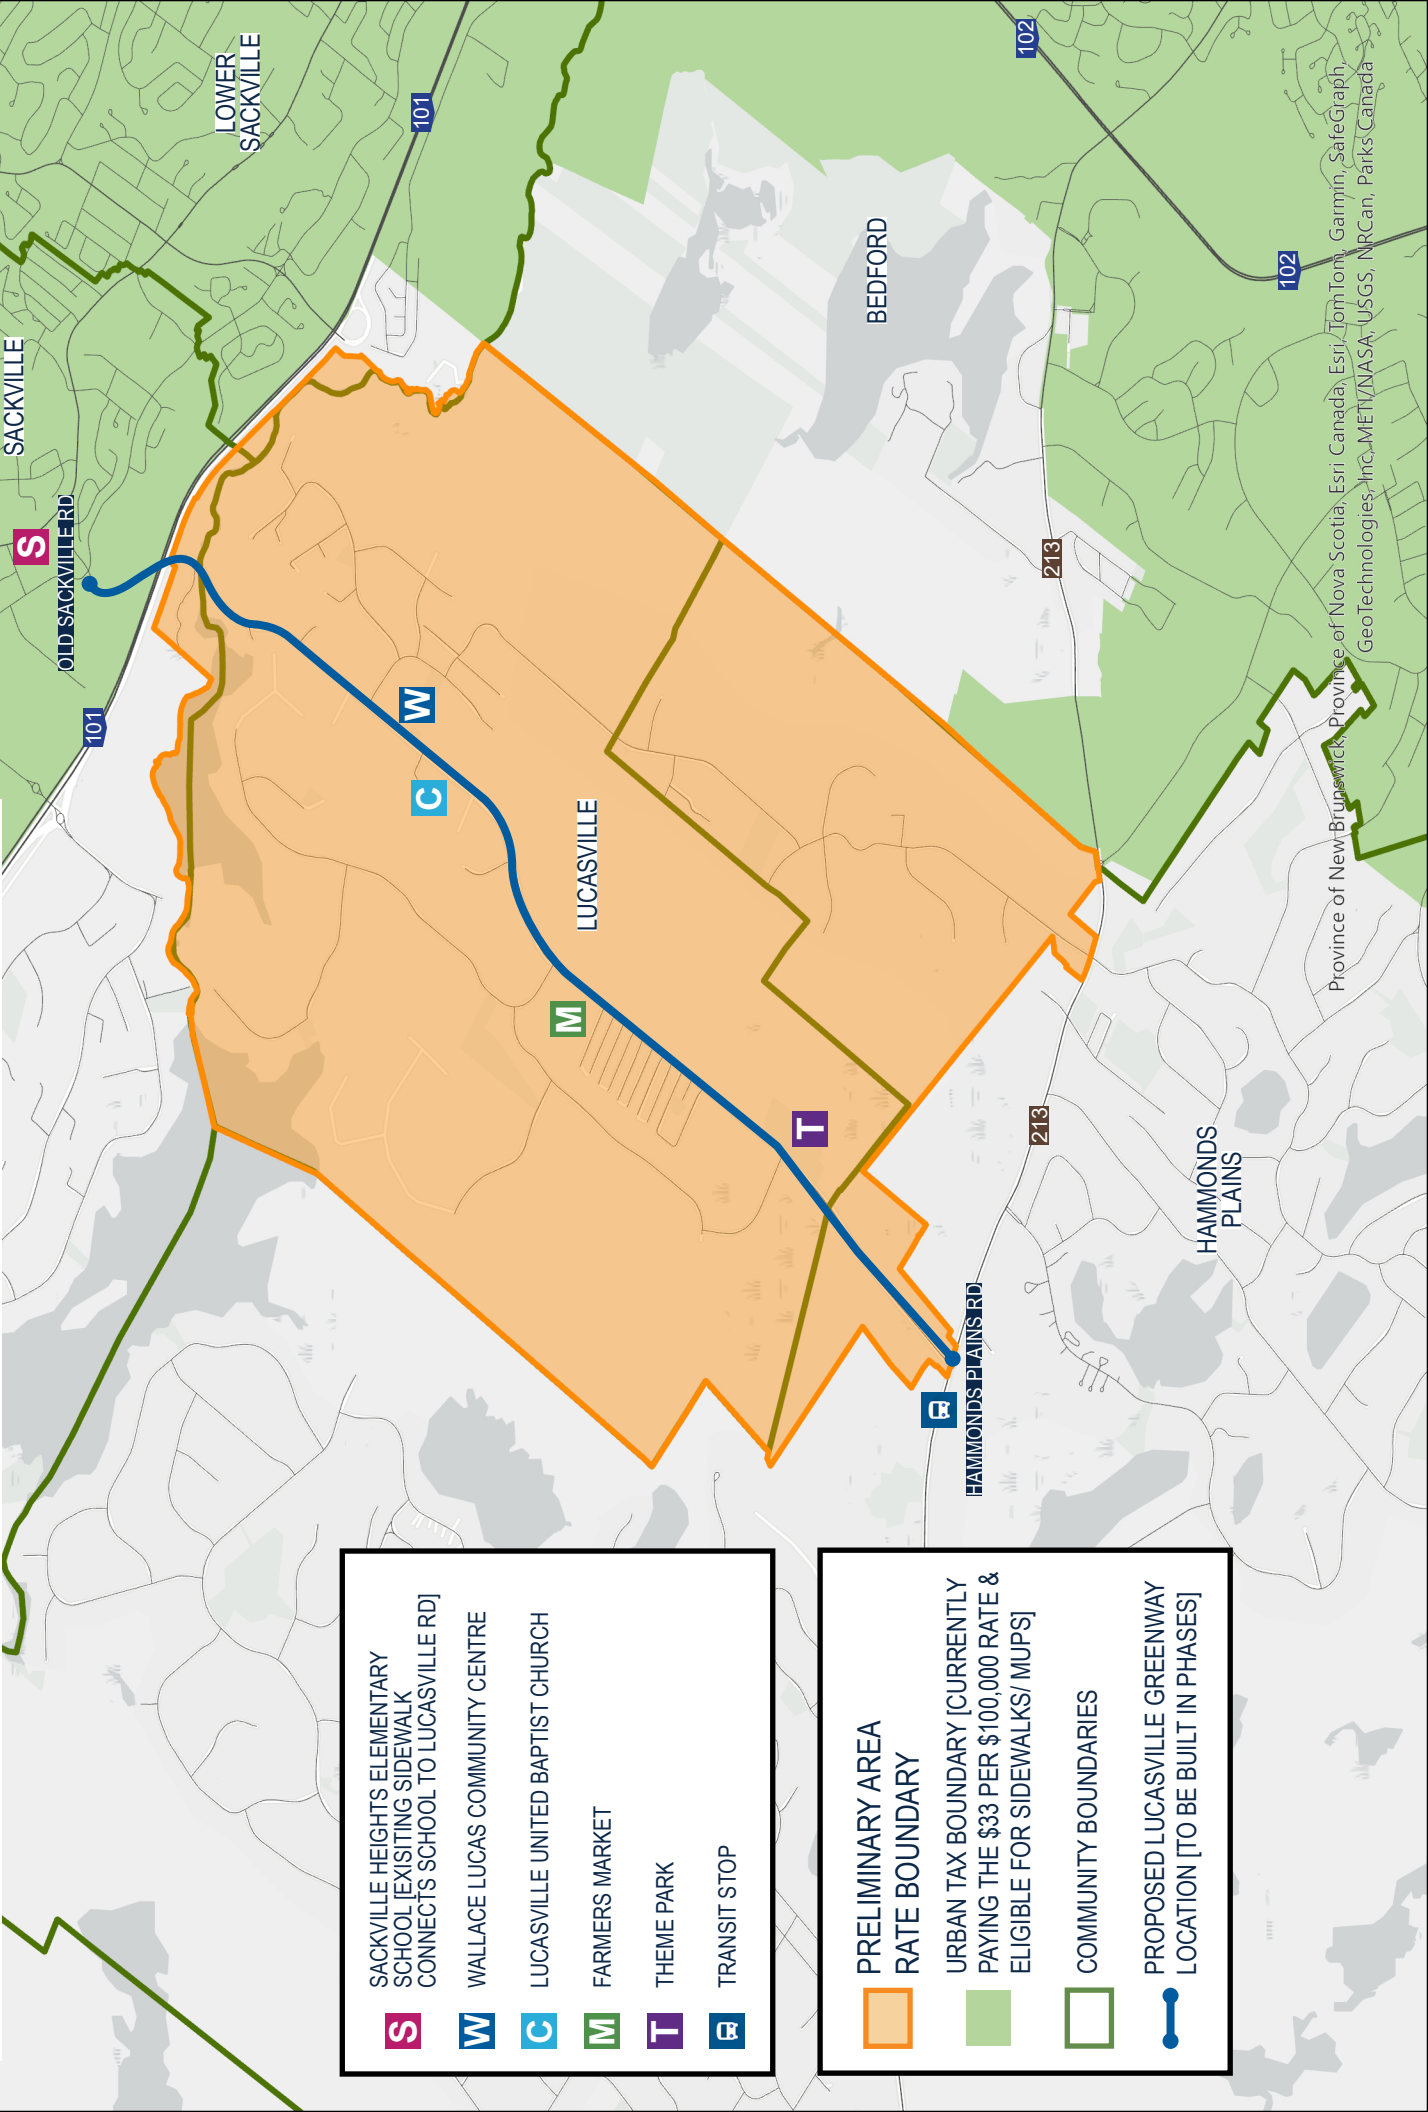 SACKVILLE
LOWER
SACKVILLE
S
OLD SACKVILLE RD
101
101
102
102
W
C
LUCASVILLE
M
T
BEDFORD
213
213
HAMMONDS PLAINS RD
HAMMONDS
PLAINS
S
SACKVILLE HEIGHTS ELEMENTARY
SCHOOL [EXISITING SIDEWALK
CONNECTS SCHOOL TO LUCASVILLE RD]
W
WALLACE LUCAS COMMUNITY CENTRE
C
LUCASVILLE UNITED BAPTIST CHURCH
M
FARMERS MARKET
T
THEME PARK
TRANSIT STOP
PRELIMINARY AREA
RATE BOUNDARY
URBAN TAX BOUNDARY [CURRENTLY
PAYING THE $33 PER $100,000 RATE &
ELIGIBLE FOR SIDEWALKS/ MUPS]
COMMUNITY BOUNDARIES
PROPOSED LUCASVILLE GREENWAY
LOCATION [TO BE BUILT IN PHASES]
Province of New Brunswick, Province of Nova Scotia, Esri Canada, Esri, TomTom, Garmin, SafeGraph,
GeoTechnologies, Inc, METI/NASA, USGS, NRCan, Parks Canada